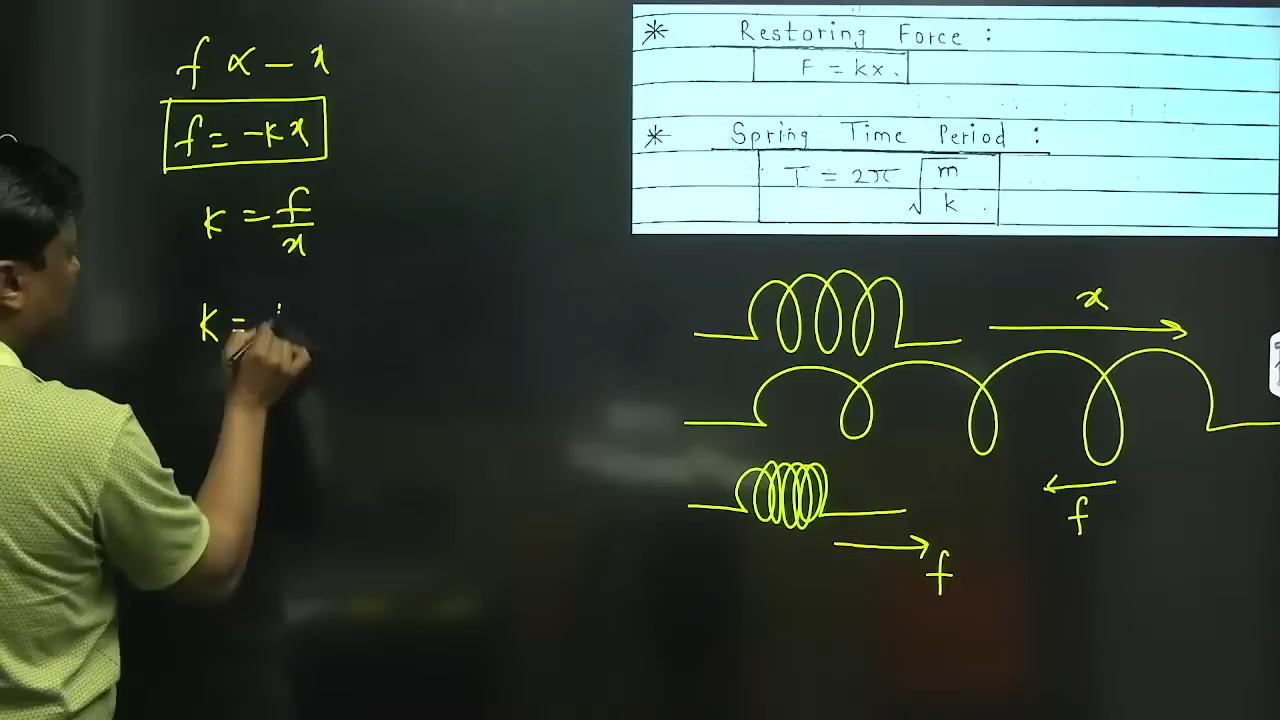 f ∝ - x
f = -kx
k = f/x
k =
* Restoring Force :
F = kx.
* Spring Time Period :
T = 2π √m/k.
x
f
f